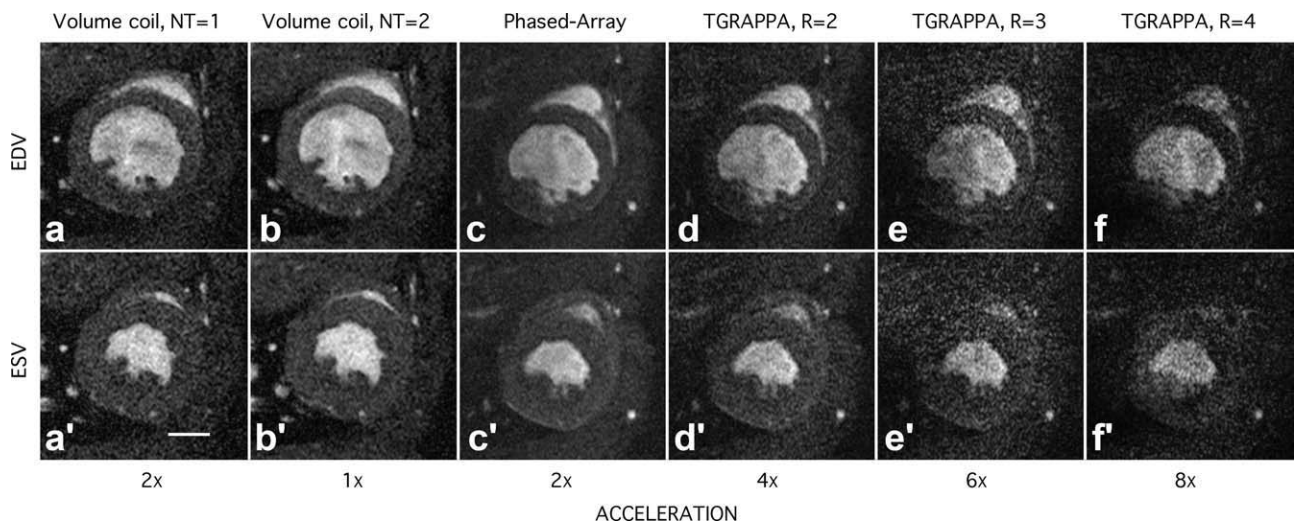 Volume coil, NT=1 Volume coil, NT=2 Phased-Array TGRAPPA, R=2 TGRAPPA, R=3 TGRAPPA, R=4
EDV
a b c d e f
ESV
a' b' c' d' e' f'
2x 1x 2x 4x 6x 8x
ACCELERATION